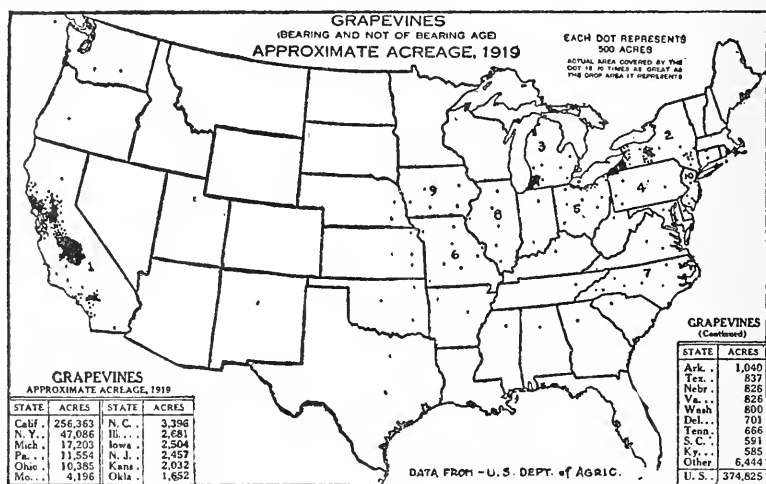 GRAPEVINES
(BEARING AND NOT OF BEARING AGE)
APPROXIMATE ACREAGE, 1919
EACH DOT REPRESENTS
500 ACRES
ACTUAL AREA COVERED BY THE
DOT IS 10 TIMES AS GREAT AS
THE CROP AREA IT REPRESENTS
1
2
3
4
5
6
7
8
9
10
GRAPEVINES
APPROXIMATE ACREAGE, 1919
STATE ACRES STATE ACRES
Calif. 256,363 N. C. 3,396
N. Y.. 47,086 Ill.... 2,681
Mich. 17,203 Iowa . 2,504
Pa.... 11,554 N. J.. 2,457
Ohio. 10,385 Kans. 2,032
Mo... 4,196 Okla. 1,652
GRAPEVINES
(Continued)
STATE ACRES
Ark. . 1,040
Tex. . 837
Nebr. 826
Va. . . 826
Wash 800
Del. . . 701
Tenn. 666
S. C. . 591
Ky. . . 585
Other 6,444
U. S. . 374,825
DATA FROM - U.S. DEPT. of AGRIC.